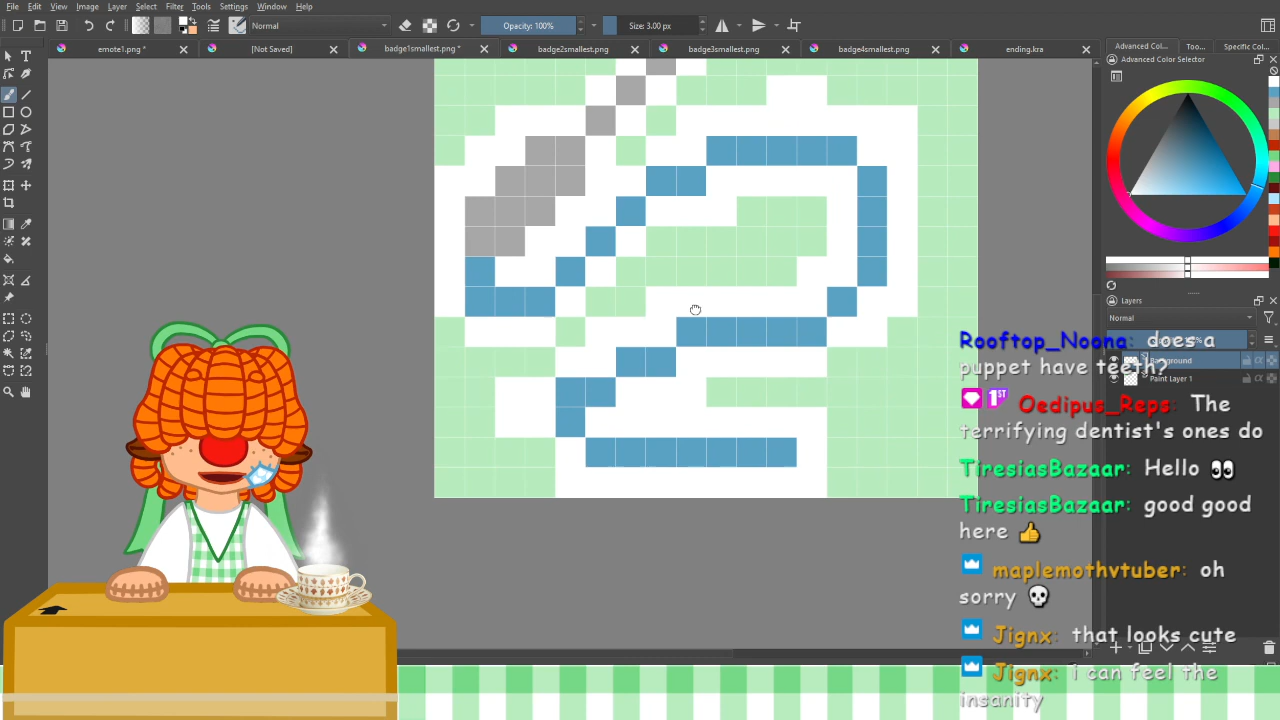 File Edit View Image Layer Select Filter Tools Settings Window Help
Normal Opacity: 100% Size: 3.00 px
emote1.png * [Not Saved] badge1smallest.png * badge2smallest.png badge3smallest.png badge4smallest.png ending.kra
Advanced Col... Too... Specific Col...
Advanced Color Selector
Layers
Normal
Background
Paint Layer 1
Rooftop_Noona: does a
puppet have teeth?
1ST Oedipus_Reps: The
terrifying dentist's ones do
TiresiasBazaar: Hello 👀
TiresiasBazaar: good good
here 👍
maplemothvtuber: oh
sorry 💀
Jignx: that looks cute
Jignx: i can feel the
insanity